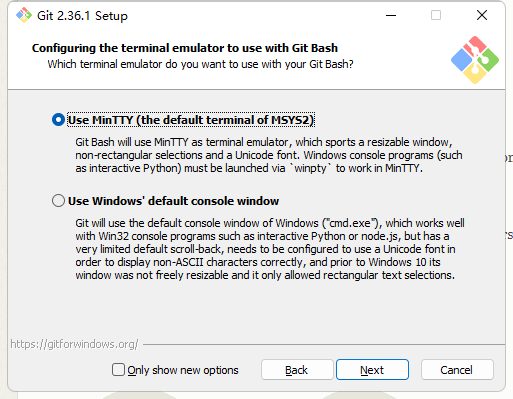 Git 2.36.1 Setup
Configuring the terminal emulator to use with Git Bash
Which terminal emulator do you want to use with your Git Bash?
Use MinTTY (the default terminal of MSYS2)
Git Bash will use MinTTY as terminal emulator, which sports a resizable window,
non-rectangular selections and a Unicode font. Windows console programs (such
as interactive Python) must be launched via `winpty` to work in MinTTY.
Use Windows' default console window
Git will use the default console window of Windows ("cmd.exe"), which works well
with Win32 console programs such as interactive Python or node.js, but has a
very limited default scroll-back, needs to be configured to use a Unicode font in
order to display non-ASCII characters correctly, and prior to Windows 10 its
window was not freely resizable and it only allowed rectangular text selections.
https://gitforwindows.org/
Only show new options
Back
Next
Cancel